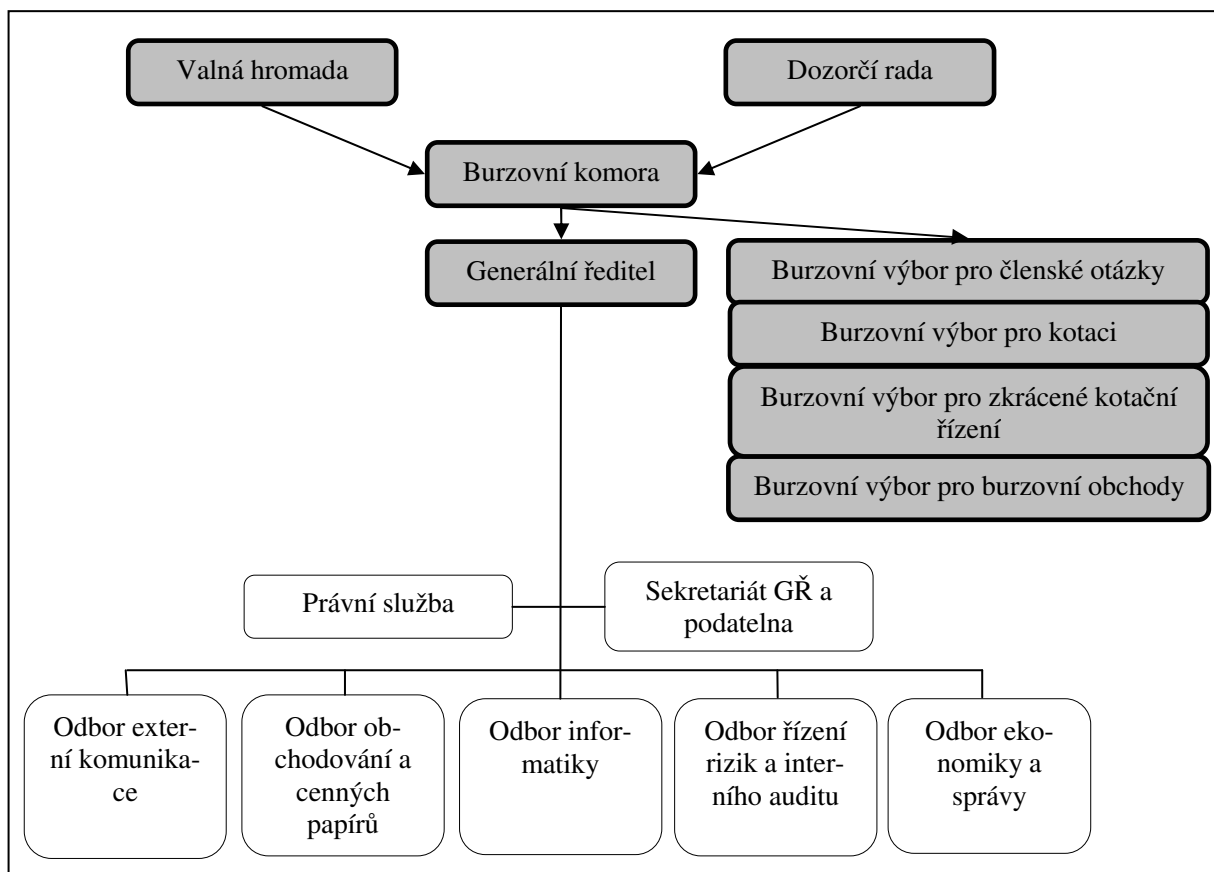 Valná hromada
Dozorčí rada
Burzovní komora
Generální ředitel
Burzovní výbor pro členské otázky
Burzovní výbor pro kotaci
Burzovní výbor pro zkrácené kotační
řízení
Burzovní výbor pro burzovní obchody
Právní služba
Sekretariát GŘ a
podatelna
Odbor exter-
ní komunika-
ce
Odbor ob-
chodování a
cenných
papírů
Odbor infor-
matiky
Odbor řízení
rizik a inter-
ního auditu
Odbor eko-
nomiky a
správy